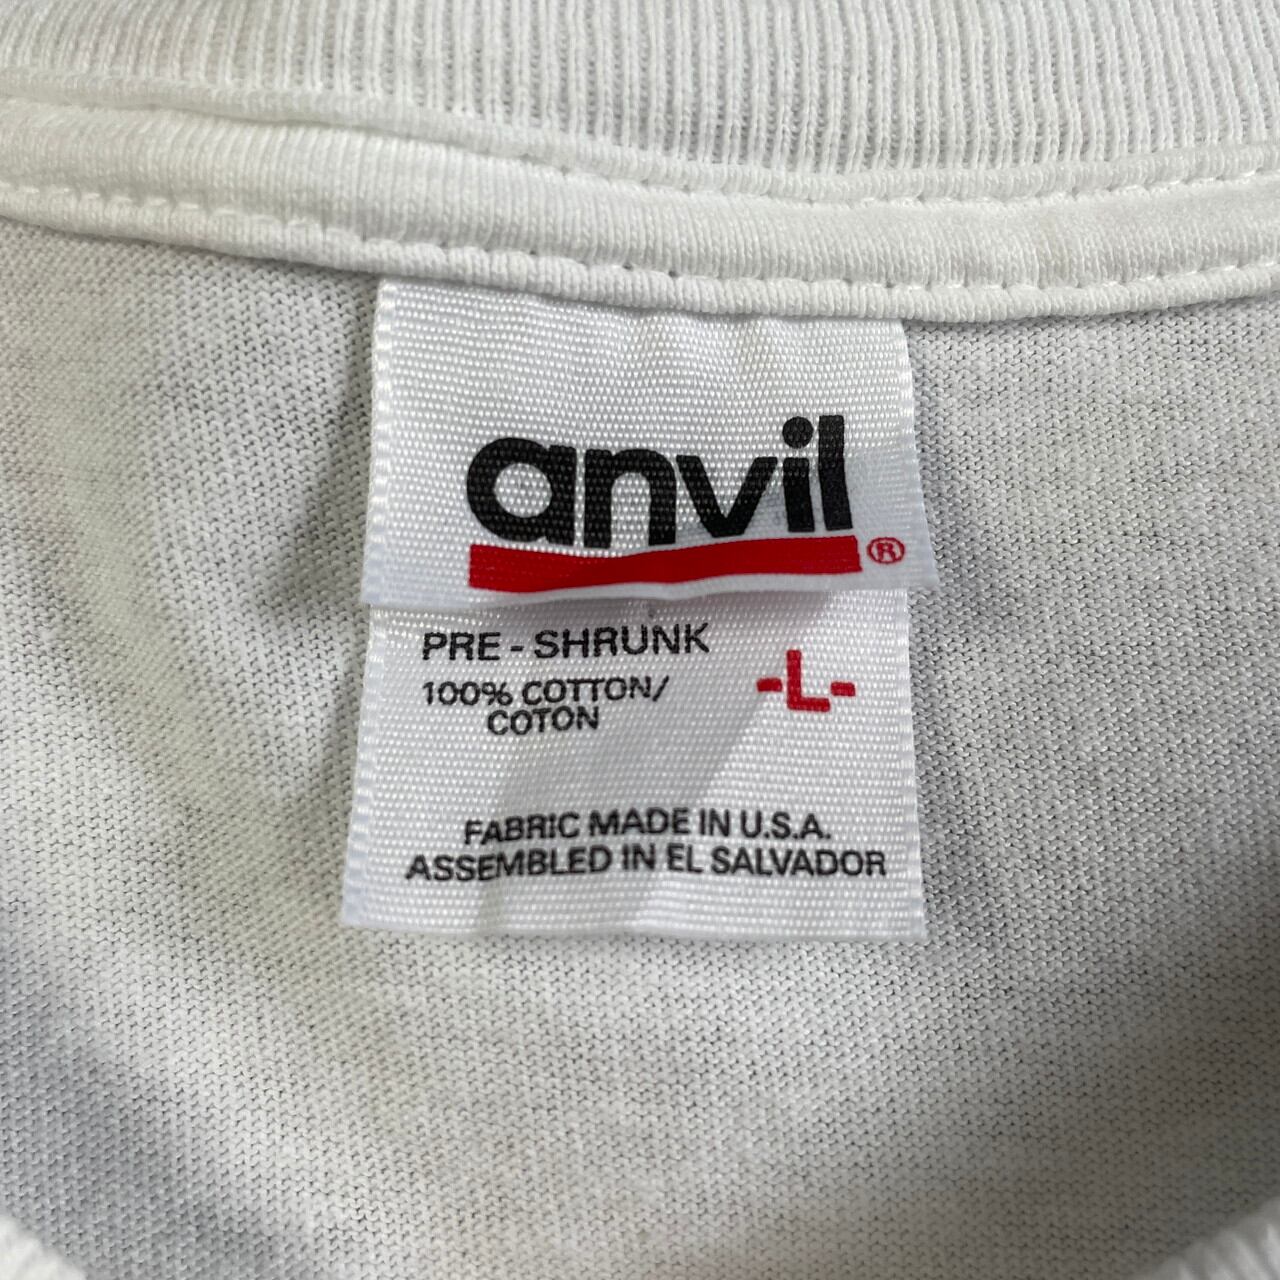 anvil®
PRE - SHRUNK
-L-
100% COTTON/
COTON
FABRIC MADE IN U.S.A.
ASSEMBLED IN EL SALVADOR